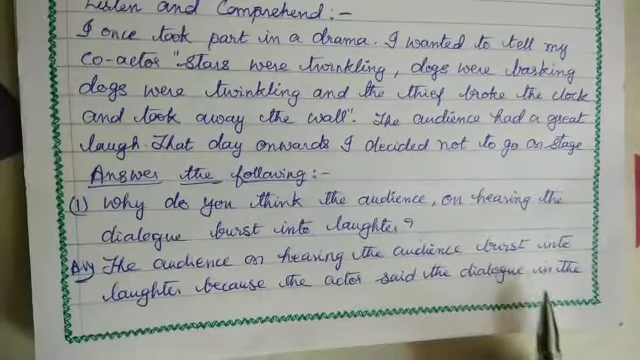 Listen and Comprehend:-
I once took part in a drama. I wanted to tell my
co-actor "stars were twinkling, dogs were barking
dogs were twinkling and the thief broke the clock
and took away the wall". The audience had a great
laugh. That day onwards I decided not to go on stage
Answer the following:-
(1) Why do you think the audience, on hearing the
dialogue burst into laughter?
Ans) The audience on hearing the audience burst into
laughter because the actor said the dialogue in the